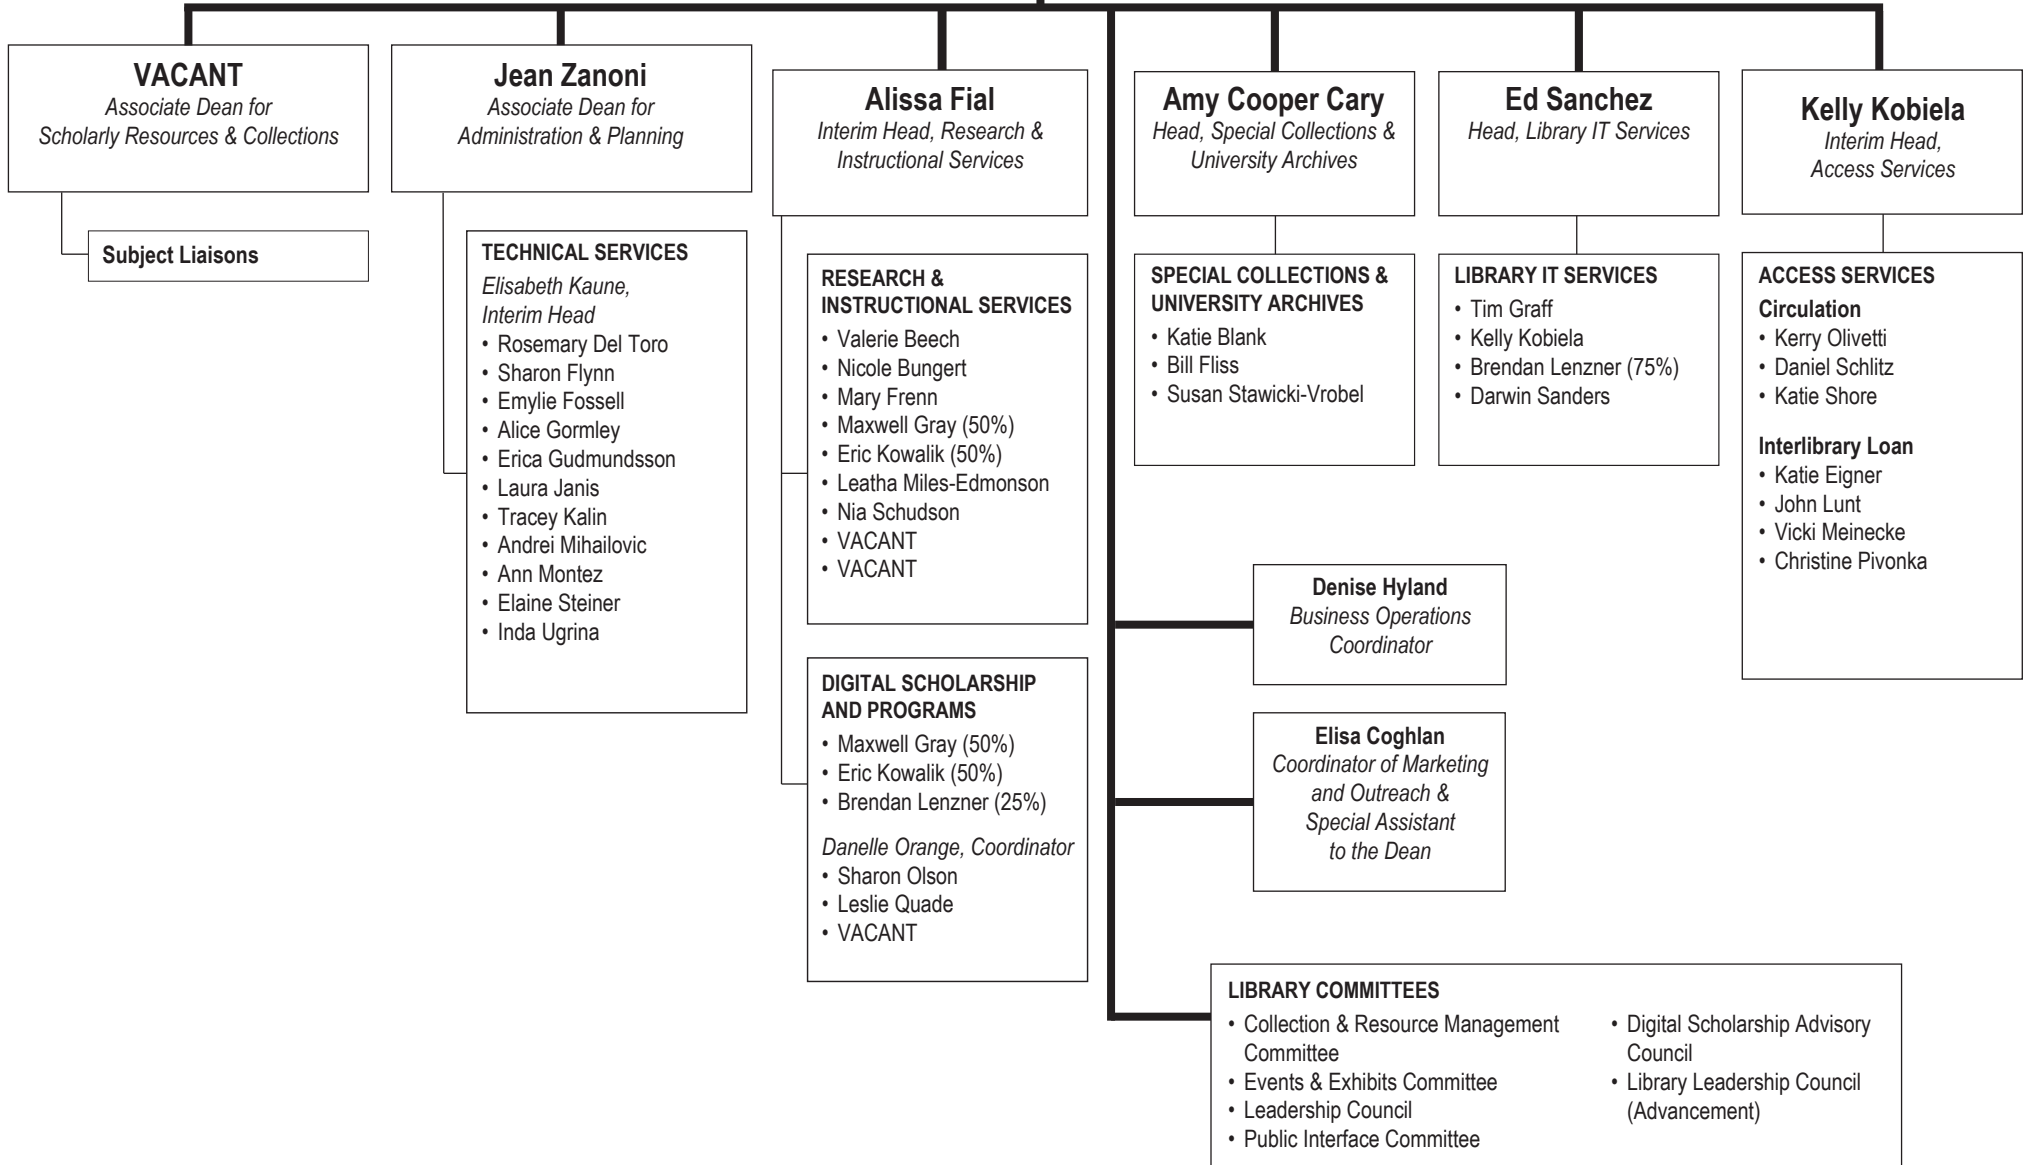 VACANT
Associate Dean for
Scholarly Resources & Collections
Subject Liaisons
Jean Zanoni
Associate Dean for
Administration & Planning
TECHNICAL SERVICES
Elisabeth Kaune,
Interim Head
• Rosemary Del Toro
• Sharon Flynn
• Emylie Fossell
• Alice Gormley
• Erica Gudmundsson
• Laura Janis
• Tracey Kalin
• Andrei Mihailovic
• Ann Montez
• Elaine Steiner
• Inda Ugrina
Alissa Fial
Interim Head, Research &
Instructional Services
RESEARCH &
INSTRUCTIONAL SERVICES
• Valerie Beech
• Nicole Bungert
• Mary Frenn
• Maxwell Gray (50%)
• Eric Kowalik (50%)
• Leatha Miles-Edmonson
• Nia Schudson
• VACANT
• VACANT
DIGITAL SCHOLARSHIP
AND PROGRAMS
• Maxwell Gray (50%)
• Eric Kowalik (50%)
• Brendan Lenzner (25%)
Danelle Orange, Coordinator
• Sharon Olson
• Leslie Quade
• VACANT
Amy Cooper Cary
Head, Special Collections &
University Archives
SPECIAL COLLECTIONS &
UNIVERSITY ARCHIVES
• Katie Blank
• Bill Fliss
• Susan Stawicki-Vrobel
Ed Sanchez
Head, Library IT Services
LIBRARY IT SERVICES
• Tim Graff
• Kelly Kobiela
• Brendan Lenzner (75%)
• Darwin Sanders
Kelly Kobiela
Interim Head,
Access Services
ACCESS SERVICES
Circulation
• Kerry Olivetti
• Daniel Schlitz
• Katie Shore
Interlibrary Loan
• Katie Eigner
• John Lunt
• Vicki Meinecke
• Christine Pivonka
Denise Hyland
Business Operations
Coordinator
Elisa Coghlan
Coordinator of Marketing
and Outreach &
Special Assistant
to the Dean
LIBRARY COMMITTEES
• Collection & Resource Management
Committee
• Events & Exhibits Committee
• Leadership Council
• Public Interface Committee
• Digital Scholarship Advisory
Council
• Library Leadership Council
(Advancement)